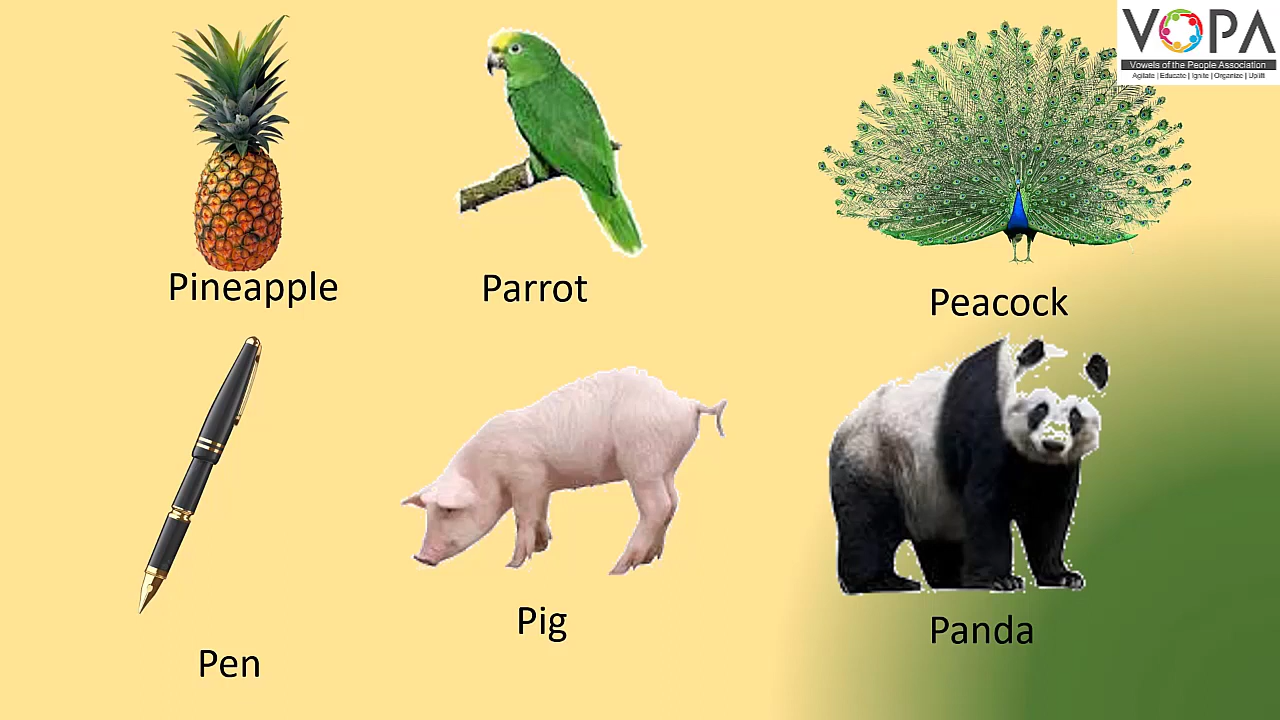 VOPA
Vowels of the People Association
Agitate | Educate | Ignite | Organize | Uplift
Pineapple
Parrot
Peacock
Pen
Pig
Panda